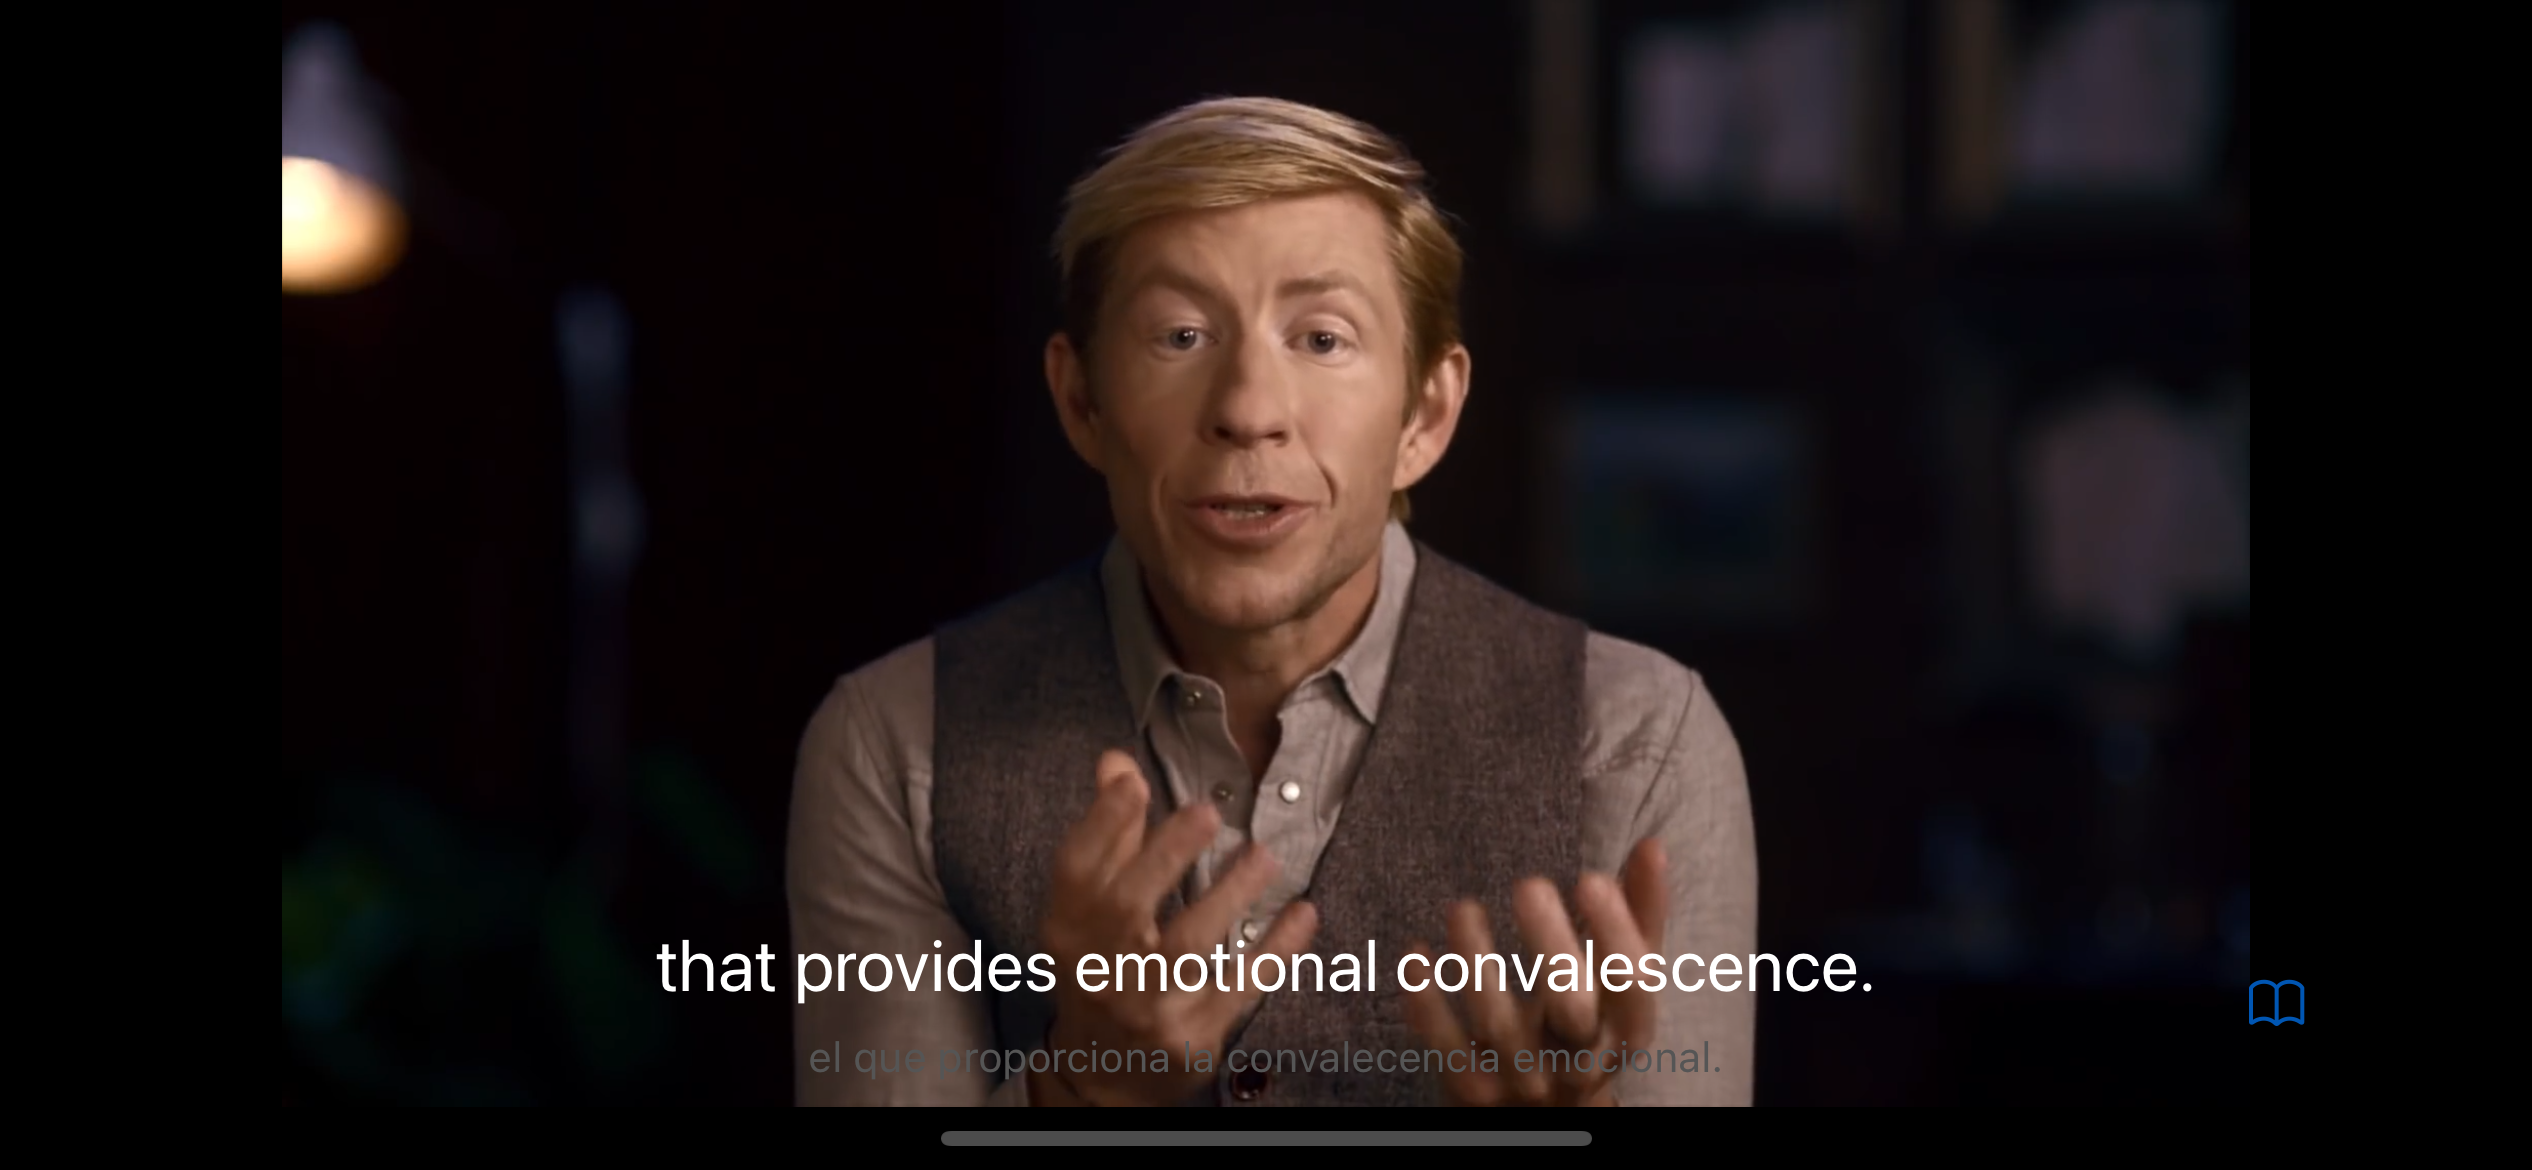 that provides emotional convalescence.
el que proporciona la convalecencia emocional.